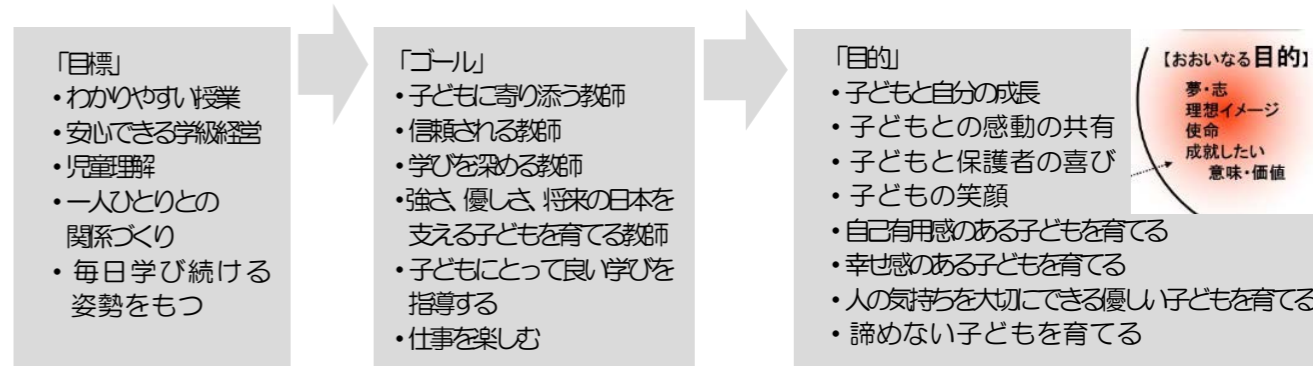 「目標」
・わかりやすい授業
・安心できる学級経営
・児童理解
・一人ひとりとの
関係づくり
・毎日学び続ける
姿勢をもつ
「ゴール」
・子どもに寄り添う教師
・信頼される教師
・学びを深める教師
・強さ、優しさ、将来の日本を
支える子どもを育てる教師
・子どもにとって良い学びを
指導する
・仕事を楽しむ
「目的」
・子どもと自分の成長
・子どもとの感動の共有
・子どもと保護者の喜び
・子どもの笑顔
・自己有用感のある子どもを育てる
・幸せ感のある子どもを育てる
・人の気持ちを大切にできる優しい子どもを育てる
・諦めない子どもを育てる
【おおいなる目的】
夢・志
理想イメージ
使命
成就したい
意味・価値